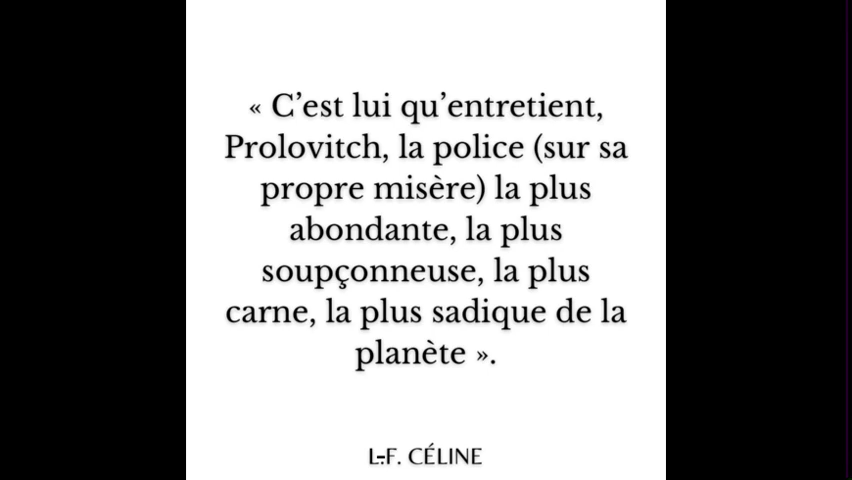 « C’est lui qu’entretient,
Prolovitch, la police (sur sa
propre misère) la plus
abondante, la plus
soupçonneuse, la plus
carne, la plus sadique de la
planète ».
L.-F. CÉLINE